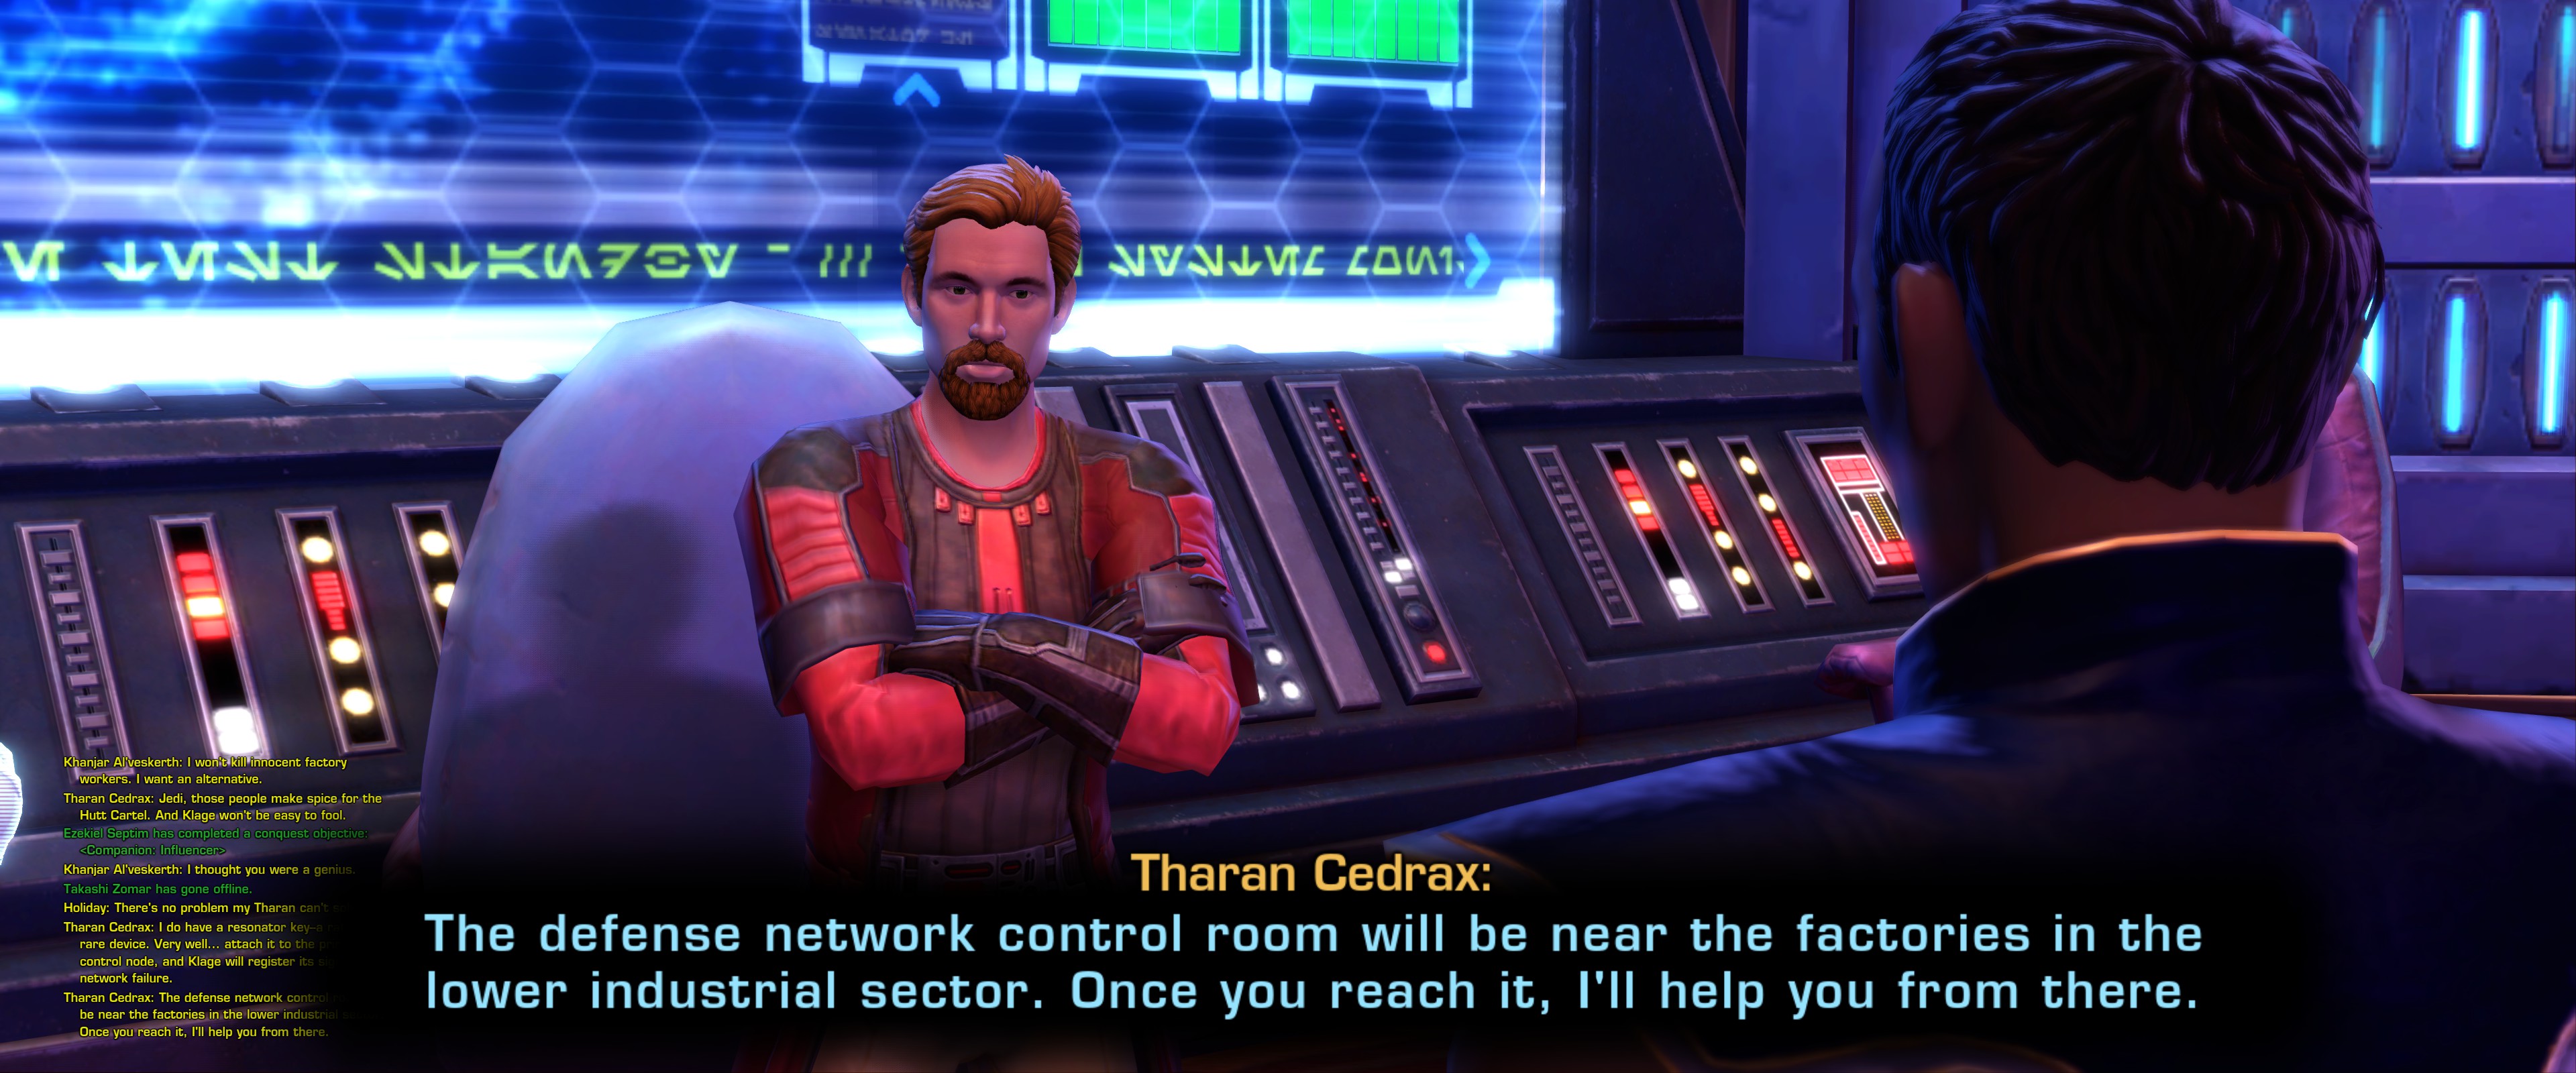 Khanjar Al'veskerth: I won't kill innocent factory
workers. I want an alternative.
Tharan Cedrax: Jedi, those people make spice for the
Hutt Cartel. And Klage won't be easy to fool.
Ezekiel Septim has completed a conquest objective:
<Companion: Influencer>
Khanjar Al'veskerth: I thought you were a genius.
Takashi Zomar has gone offline.
Holiday: There's no problem my Tharan can't
Tharan Cedrax: I do have a resonator key--a
rare device. Very well... attach it to the
control node, and Klage will register its
network failure.
Tharan Cedrax: The defense network control
be near the factories in the lower industrial
Once you reach it, I'll help you from there.
Tharan Cedrax:
The defense network control room will be near the factories in the
lower industrial sector. Once you reach it, I'll help you from there.